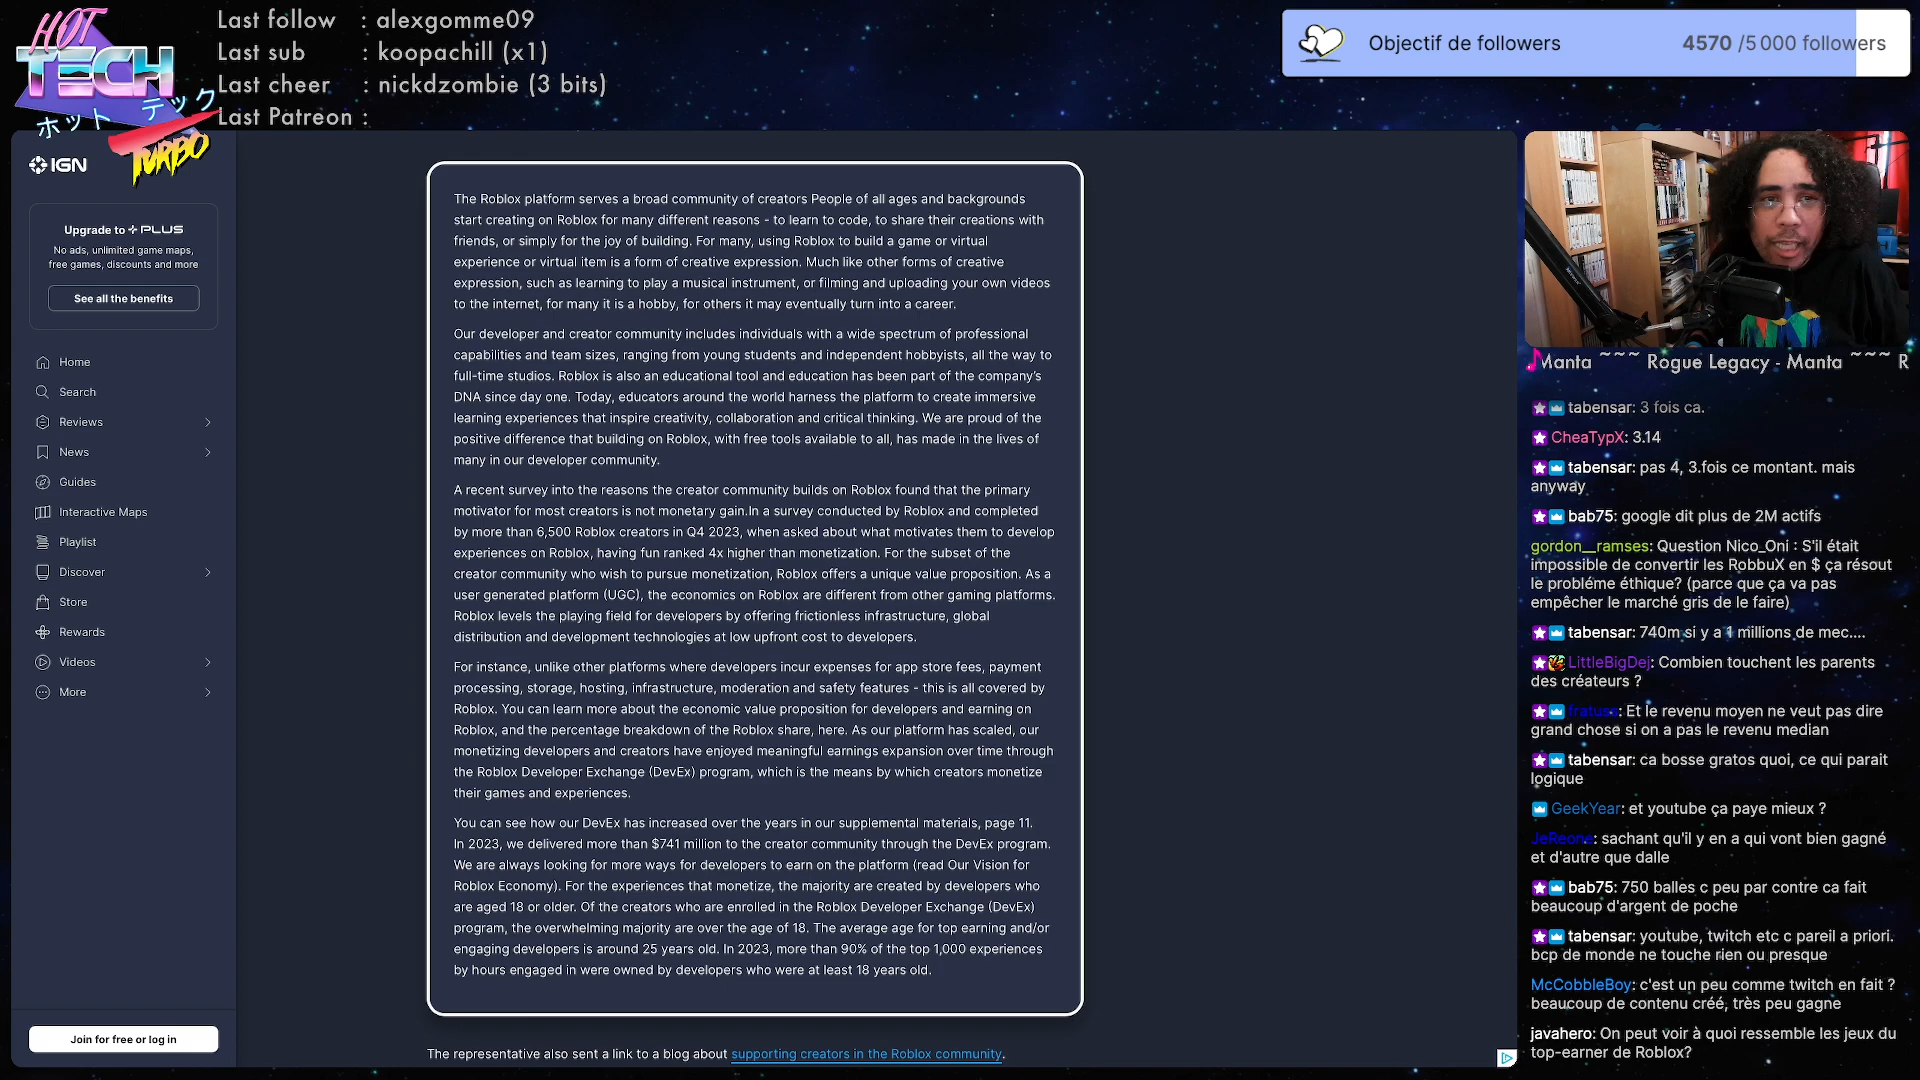 HOT
TECH
ホット テック
TURBO
Last follow : alexgomme09
Last sub : koopachill (x1)
Last cheer : nickdzombie (3 bits)
Last Patreon :
Objectif de followers 4570 /5 000 followers
IGN
Upgrade to PLUS
No ads, unlimited game maps,
free games, discounts and more
See all the benefits
Home
Search
Reviews
News
Guides
Interactive Maps
Playlist
Discover
Store
Rewards
Videos
More
Join for free or log in
The Roblox platform serves a broad community of creators People of all ages and backgrounds
start creating on Roblox for many different reasons - to learn to code, to share their creations with
friends, or simply for the joy of building. For many, using Roblox to build a game or virtual
experience or virtual item is a form of creative expression. Much like other forms of creative
expression, such as learning to play a musical instrument, or filming and uploading your own videos
to the internet, for many it is a hobby, for others it may eventually turn into a career.
Our developer and creator community includes individuals with a wide spectrum of professional
capabilities and team sizes, ranging from young students and independent hobbyists, all the way to
full-time studios. Roblox is also an educational tool and education has been part of the company's
DNA since day one. Today, educators around the world harness the platform to create immersive
learning experiences that inspire creativity, collaboration and critical thinking. We are proud of the
positive difference that building on Roblox, with free tools available to all, has made in the lives of
many in our developer community.
A recent survey into the reasons the creator community builds on Roblox found that the primary
motivator for most creators is not monetary gain.In a survey conducted by Roblox and completed
by more than 6,500 Roblox creators in Q4 2023, when asked about what motivates them to develop
experiences on Roblox, having fun ranked 4x higher than monetization. For the subset of the
creator community who wish to pursue monetization, Roblox offers a unique value proposition. As a
user generated platform (UGC), the economics on Roblox are different from other gaming platforms.
Roblox levels the playing field for developers by offering frictionless infrastructure, global
distribution and development technologies at low upfront cost to developers.
For instance, unlike other platforms where developers incur expenses for app store fees, payment
processing, storage, hosting, infrastructure, moderation and safety features - this is all covered by
Roblox. You can learn more about the economic value proposition for developers and earning on
Roblox, and the percentage breakdown of the Roblox share, here. As our platform has scaled, our
monetizing developers and creators have enjoyed meaningful earnings expansion over time through
the Roblox Developer Exchange (DevEx) program, which is the means by which creators monetize
their games and experiences.
You can see how our DevEx has increased over the years in our supplemental materials, page 11.
In 2023, we delivered more than $741 million to the creator community through the DevEx program.
We are always looking for more ways for developers to earn on the platform (read Our Vision for
Roblox Economy). For the experiences that monetize, the majority are created by developers who
are aged 18 or older. Of the creators who are enrolled in the Roblox Developer Exchange (DevEx)
program, the overwhelming majority are over the age of 18. The average age for top earning and/or
engaging developers is around 25 years old. In 2023, more than 90% of the top 1,000 experiences
by hours engaged in were owned by developers who were at least 18 years old.
The representative also sent a link to a blog about supporting creators in the Roblox community.
Manta ~~~ Rogue Legacy - Manta ~~~ R
tabensar: 3 fois ca.
CheaTypX: 3.14
tabensar: pas 4, 3.fois ce montant. mais
anyway
bab75: google dit plus de 2M actifs
gordon__ramses: Question Nico_Oni : S'il était
impossible de convertir les RobbuX en $ ça résout
le probléme éthique? (parce que ça va pas
empêcher le marché gris de le faire)
tabensar: 740m si y a 1 millions de mec....
LittleBigDej: Combien touchent les parents
des créateurs ?
fratusa: Et le revenu moyen ne veut pas dire
grand chose si on a pas le revenu median
tabensar: ca bosse gratos quoi, ce qui parait
logique
GeekYear: et youtube ça paye mieux ?
JeReone: sachant qu'il y en a qui vont bien gagné
et d'autre que dalle
bab75: 750 balles c peu par contre ca fait
beaucoup d'argent de poche
tabensar: youtube, twitch etc c pareil a priori.
bcp de monde ne touche rien ou presque
McCobbleBoy: c'est un peu comme twitch en fait ?
beaucoup de contenu créé, très peu gagne
javahero: On peut voir à quoi ressemble les jeux du
top-earner de Roblox?